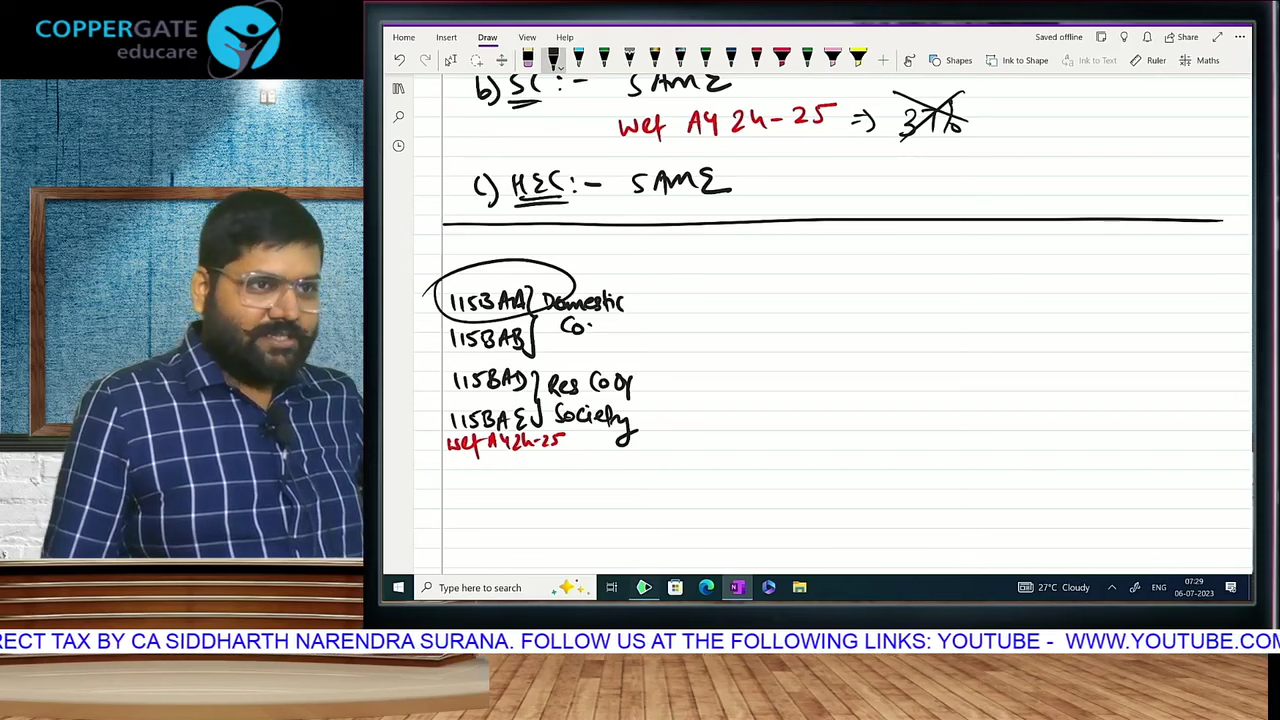 COPPERGATE
educare
Home Insert Draw View Help
Saved offline
Share
Shapes
Ink to Shape
Ink to Text
Ruler
Maths
b) SC :- SAME
wef AY 24-25 => 37%
c) HEC :- SAME
115BAA } Domestic
115BAB } Co.
115BAD } Res CoOp
115BAE } Society
wef AY 24-25
Type here to search
27°C Cloudy
ENG
07:29
06-07-2023
RECT TAX BY CA SIDDHARTH NARENDRA SURANA. FOLLOW US AT THE FOLLOWING LINKS: YOUTUBE - WWW.YOUTUBE.COM